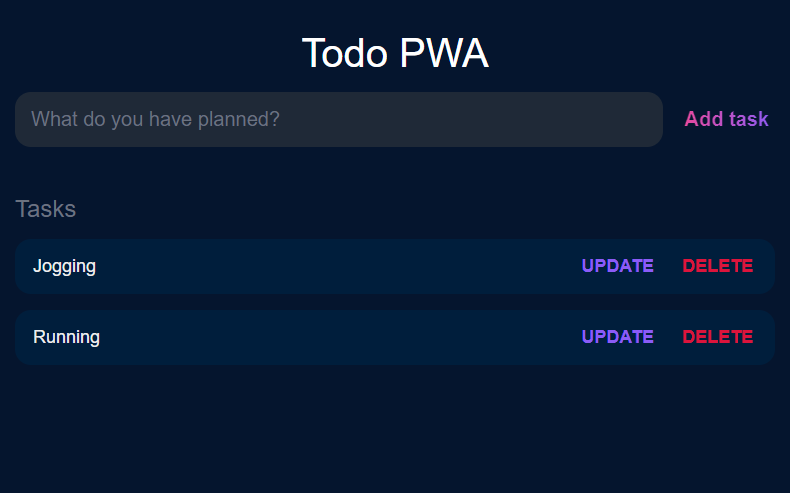 Todo PWA
What do you have planned? Add task
Tasks
Jogging UPDATE DELETE
Running UPDATE DELETE